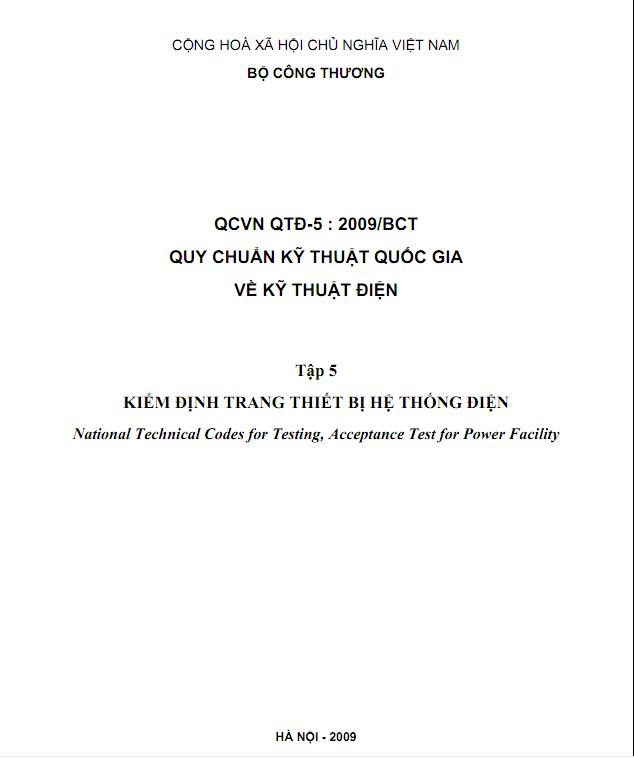 CỘNG HOÀ XÃ HỘI CHỦ NGHĨA VIỆT NAM
BỘ CÔNG THƯƠNG
QCVN QTĐ-5 : 2009/BCT
QUY CHUẨN KỸ THUẬT QUỐC GIA
VỀ KỸ THUẬT ĐIỆN
Tập 5
KIỂM ĐỊNH TRANG THIẾT BỊ HỆ THỐNG ĐIỆN
National Technical Codes for Testing, Acceptance Test for Power Facility
HÀ NỘI - 2009